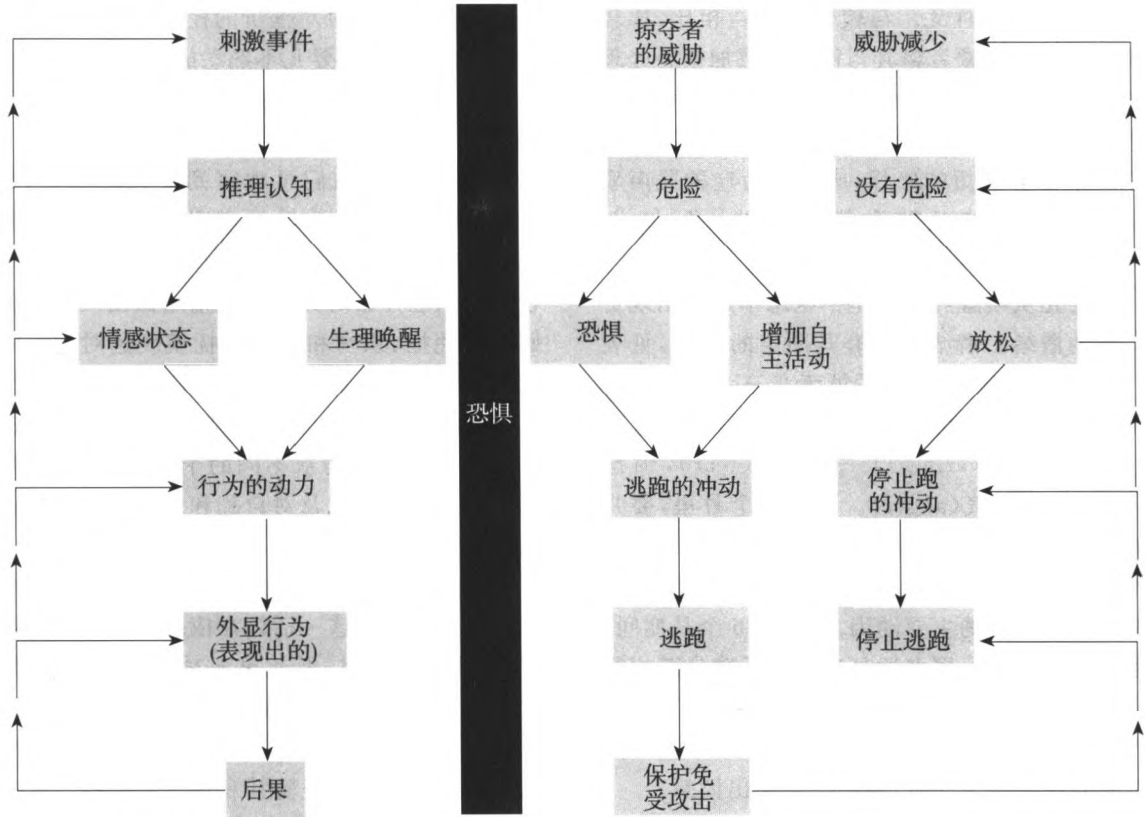 刺激事件
推理认知
情感状态
生理唤醒
行为的动力
外显行为
(表现出的)
后果
恐惧
掠夺者
的威胁
威胁减少
危险
没有危险
恐惧
增加自
主活动
放松
逃跑的冲动
停止跑
的冲动
逃跑
停止逃跑
保护免
受攻击